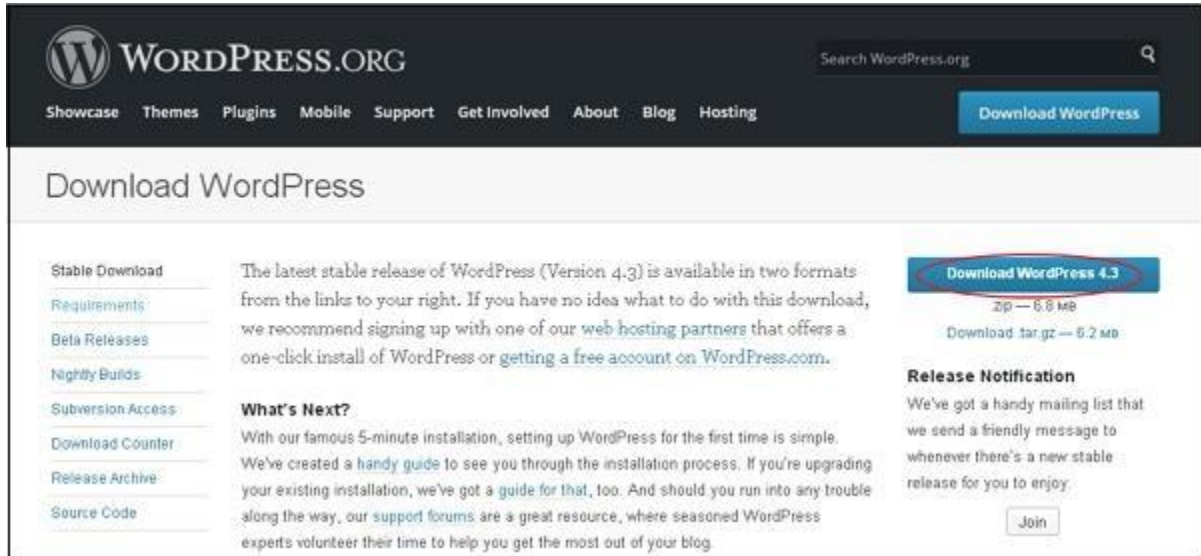 WORDPRESS.ORG
Search WordPress.org
Showcase Themes Plugins Mobile Support Get Involved About Blog Hosting
Download WordPress
Download WordPress
Stable Download
Requirements
Beta Releases
Nightly Builds
Subversion Access
Download Counter
Release Archive
Source Code
The latest stable release of WordPress (Version 4.3) is available in two formats
from the links to your right. If you have no idea what to do with this download,
we recommend signing up with one of our web hosting partners that offers a
one-click install of WordPress or getting a free account on WordPress.com.
What's Next?
With our famous 5-minute installation, setting up WordPress for the first time is simple.
We've created a handy guide to see you through the installation process. If you're upgrading
your existing installation, we've got a guide for that, too. And should you run into any trouble
along the way, our support forums are a great resource, where seasoned WordPress
experts volunteer their time to help you get the most out of your blog.
Download WordPress 4.3
.zip — 6.8 MB
Download .tar.gz — 6.2 MB
Release Notification
We've got a handy mailing list that
we send a friendly message to
whenever there's a new stable
release for you to enjoy.
Join